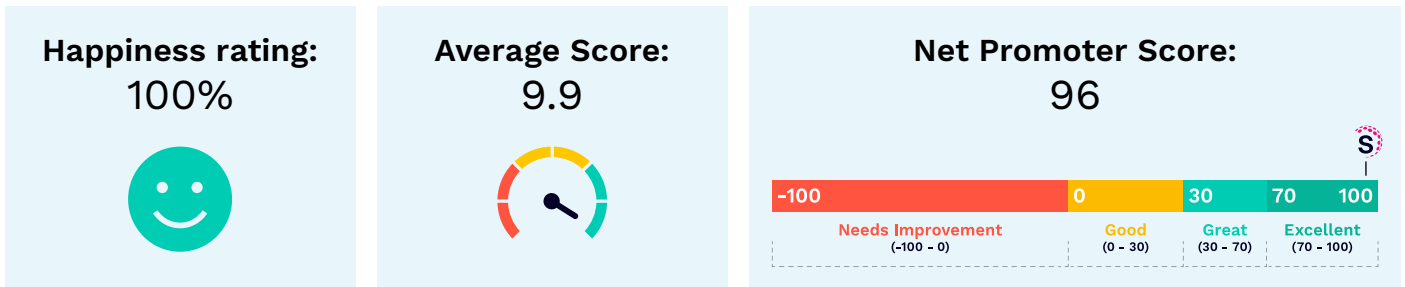 Happiness rating:
100%
Average Score:
9.9
Net Promoter Score:
96
S
-100
0
30
70
100
Needs Improvement
(-100 - 0)
Good
(0 - 30)
Great
(30 - 70)
Excellent
(70 - 100)